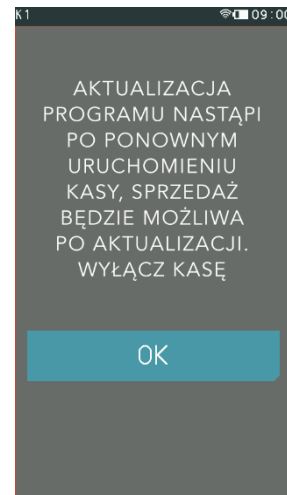 K1
09:00
AKTUALIZACJA
PROGRAMU NASTĄPI
PO PONOWNYM
URUCHOMIENIU
KASY, SPRZEDAŻ
BĘDZIE MOŻLIWA
PO AKTUALIZACJI.
WYŁĄCZ KASĘ
OK